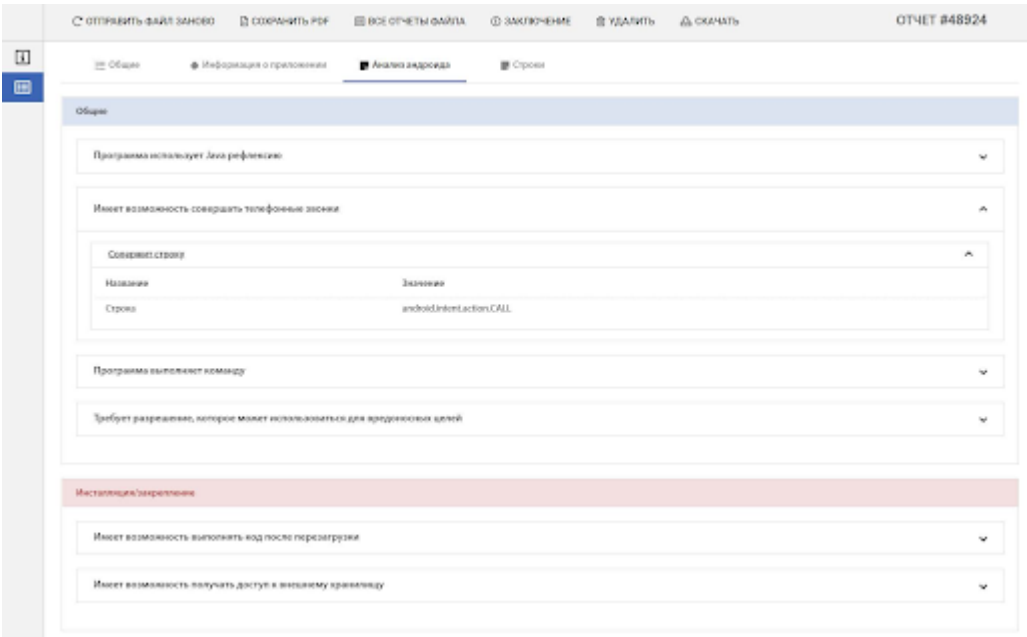 ОТПРАВИТЬ ФАЙЛ ЗАНОВО СОХРАНИТЬ PDF ВСЕ ОТЧЕТЫ ФАЙЛА ЗАКЛЮЧЕНИЕ УДАЛИТЬ СКАЧАТЬ ОТЧЕТ #48924
Общие Информация о приложении Анализ андроида Строки
Общие
Программа использует Java рефлексию
Имеет возможность совершать телефонные звонки
Содержит строку
Название Значение
Строка android.intent.action.CALL
Программа выполняет команду
Требует разрешение, которое может использоваться для вредоносных целей
Инсталляция/закрепление
Имеет возможность выполнить код после перезагрузки
Имеет возможность получать доступ к внешнему хранилищу